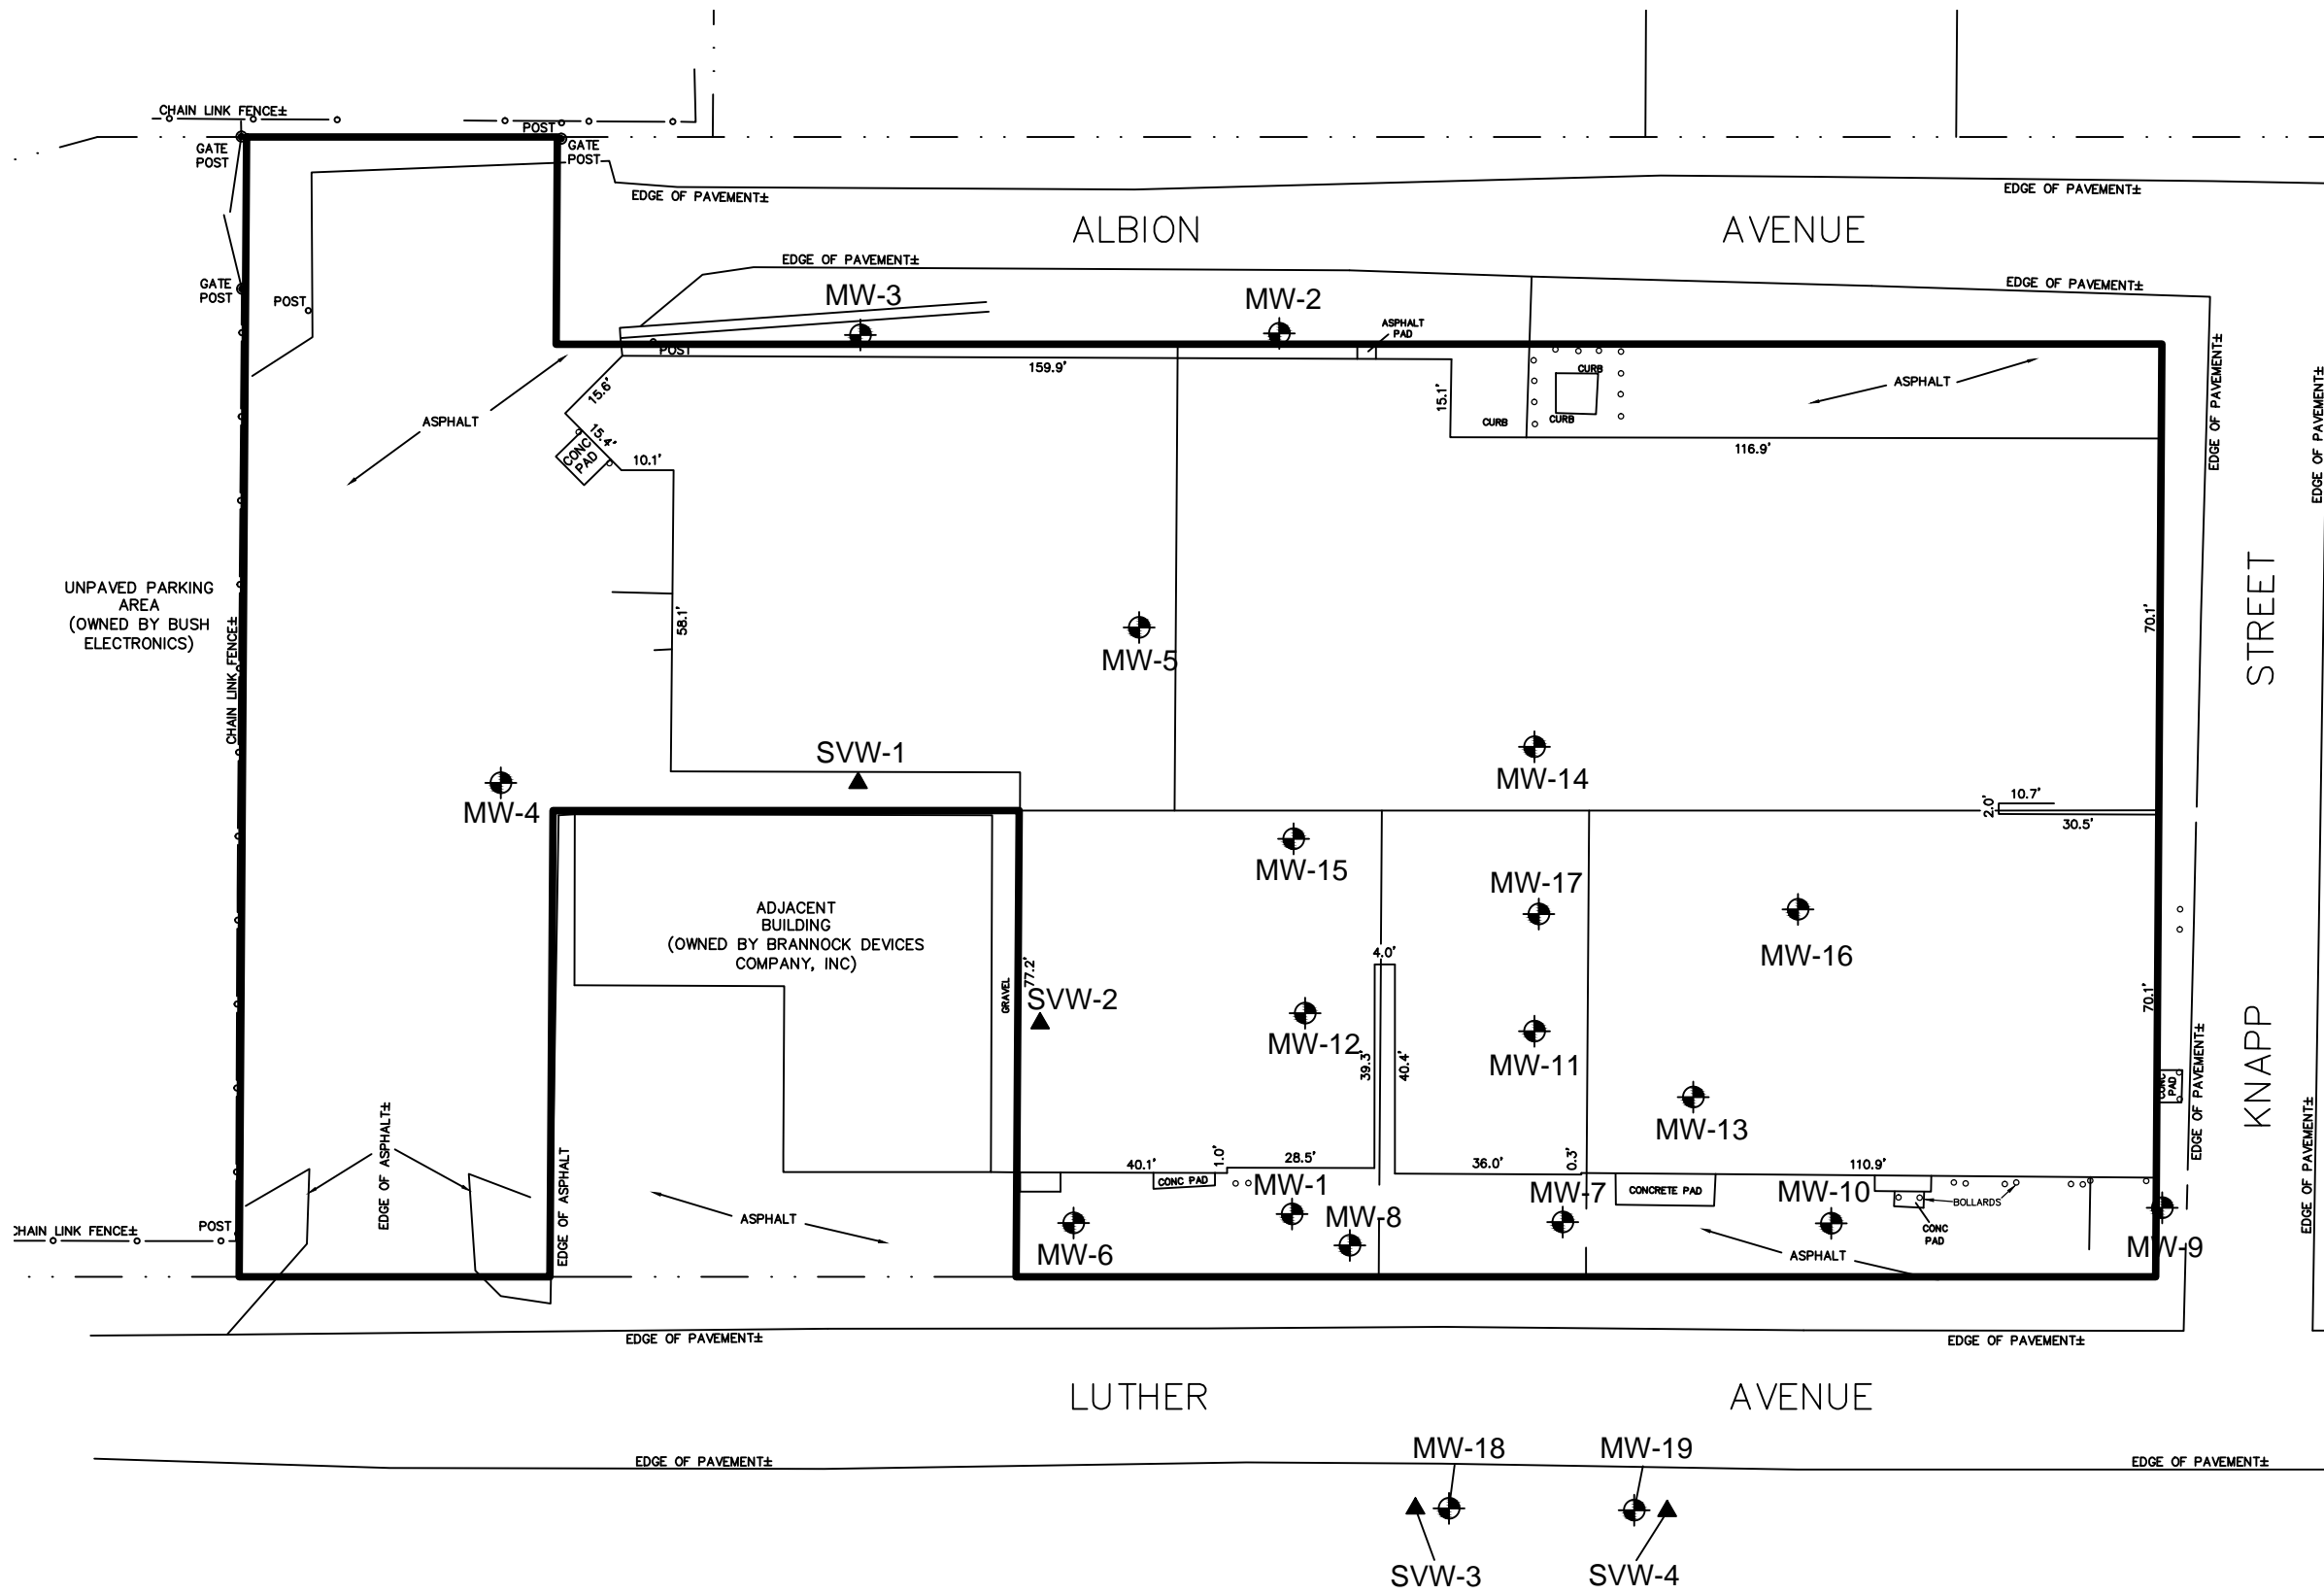 CHAIN LINK FENCE±
POST
GATE
POST
GATE
POST
EDGE OF PAVEMENT±
EDGE OF PAVEMENT±
ALBION AVENUE
EDGE OF PAVEMENT±
EDGE OF PAVEMENT±
GATE
POST
POST
MW-3
MW-2
ASPHALT
PAD
POST
159.9'
CURB
ASPHALT
15.6'
15.1'
CURB
CURB
ASPHALT
15.4'
CONC
PAD
10.1'
116.9'
EDGE OF PAVEMENT±
EDGE OF PAVEMENT±
UNPAVED PARKING
AREA
(OWNED BY BUSH
ELECTRONICS)
CHAIN LINK FENCE±
58.1'
MW-5
70.1'
STREET
SVW-1
MW-14
MW-4
10.7'
2.0'
30.5'
MW-15
MW-17
ADJACENT
BUILDING
(OWNED BY BRANNOCK DEVICES
COMPANY, INC)
MW-16
4.0'
77.2'
GRAVEL
SVW-2
70.1'
MW-12
MW-11
39.3'
40.4'
KNAPP
CONC
PAD
EDGE OF PAVEMENT±
EDGE OF PAVEMENT±
MW-13
EDGE OF ASPHALT±
EDGE OF ASPHALT
40.1'
1.0'
28.5'
36.0'
0.3'
110.9'
CONC PAD
MW-1
MW-7
CONCRETE PAD
MW-10
BOLLARDS
CONC
PAD
CHAIN LINK FENCE±
POST
ASPHALT
MW-6
MW-8
ASPHALT
MW-9
EDGE OF PAVEMENT±
EDGE OF PAVEMENT±
LUTHER AVENUE
EDGE OF PAVEMENT±
MW-18
MW-19
EDGE OF PAVEMENT±
SVW-3
SVW-4